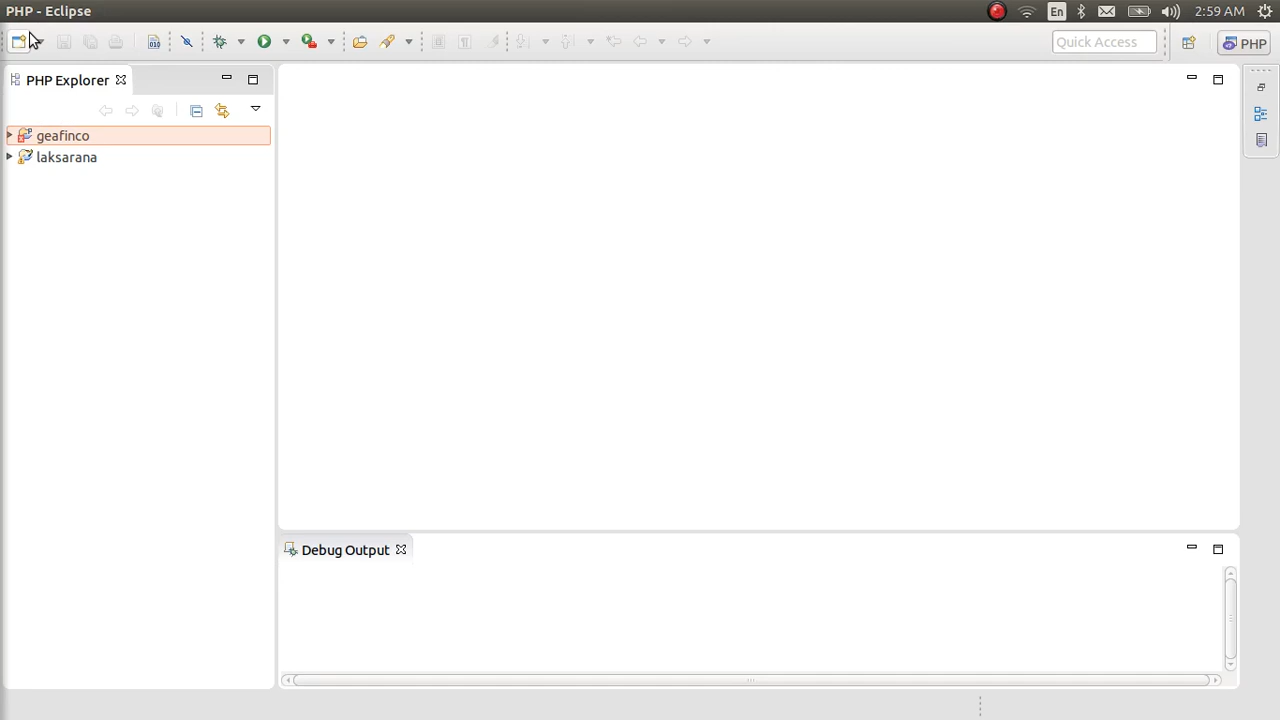 PHP - Eclipse
En
2:59 AM
Quick Access
PHP
PHP Explorer
geafinco
laksarana
Debug Output